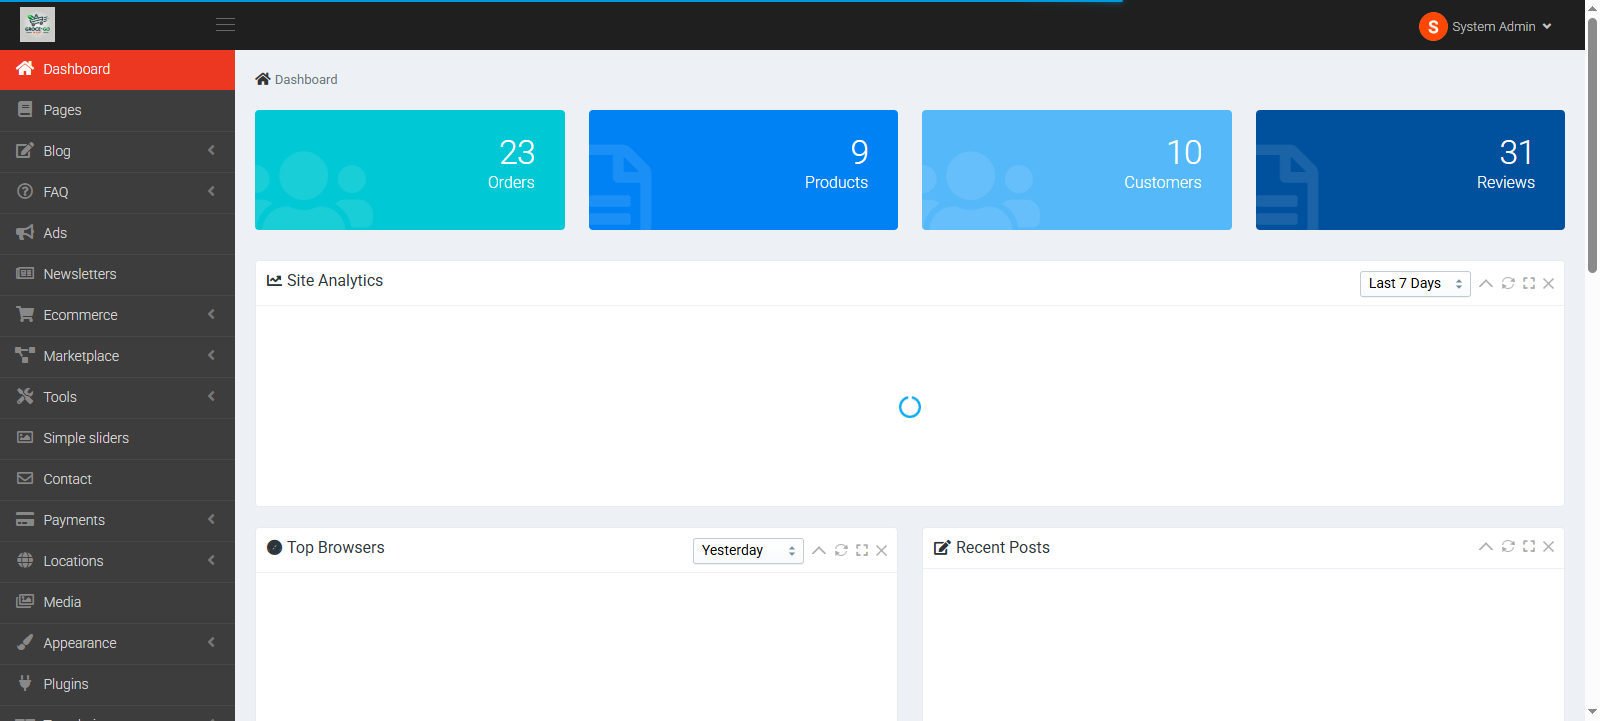 GROCE-GO
S
System Admin
Dashboard
Pages
Blog
FAQ
Ads
Newsletters
Ecommerce
Marketplace
Tools
Simple sliders
Contact
Payments
Locations
Media
Appearance
Plugins
Dashboard
23
Orders
9
Products
10
Customers
31
Reviews
Site Analytics
Last 7 Days
Top Browsers
Yesterday
Recent Posts